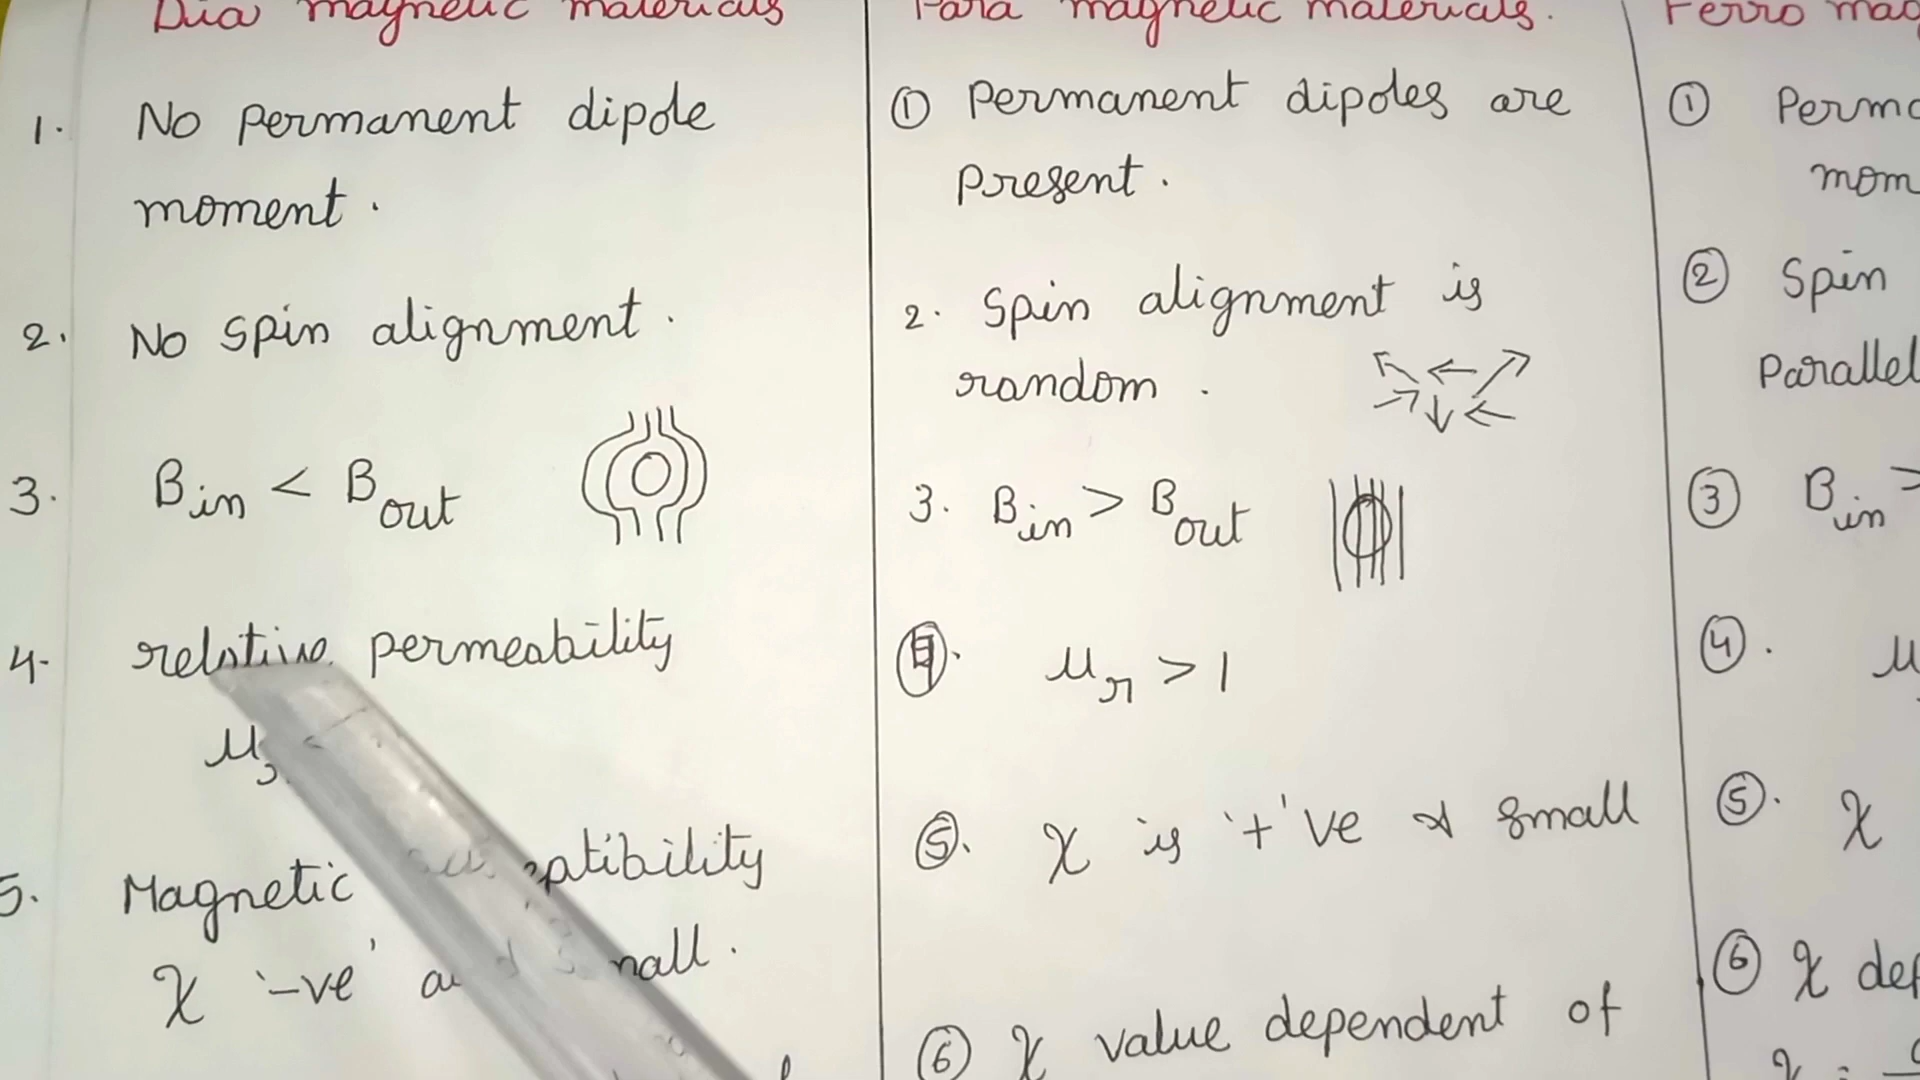 Dia magnetic materials
1. No permanent dipole
moment.
2. No spin alignment.
3. Bin < Bout
4. relative permeability
μ
5. Magnetic
χ '-ve' small.
Para magnetic materials.
① Permanent dipoles are
present.
2. Spin alignment is
random.
3. Bin > Bout
④. μr > 1
⑤. χ is '+'ve & small
⑥ χ value dependent of
Ferro mag
① Perma
mom
② Spin
Parallel
③ Bin >
④. μ
⑤. χ
⑥ χ dep
χ =